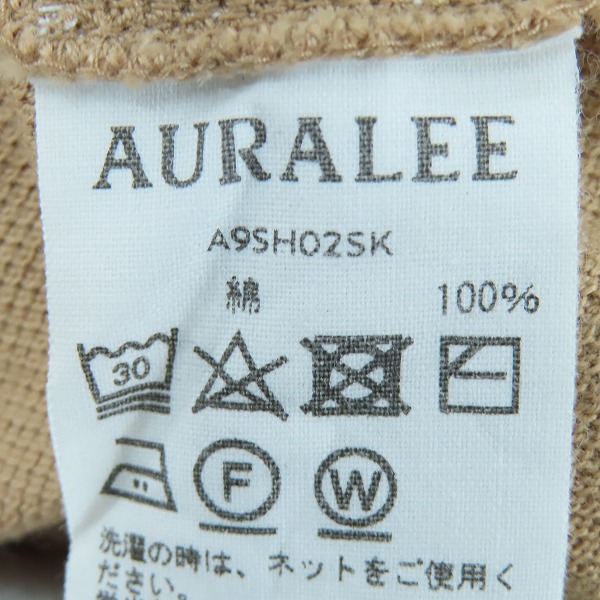 AURALEE
A9SH02SK
綿 100%
30
F W
洗濯の時は、ネットをご使用く
ださい。